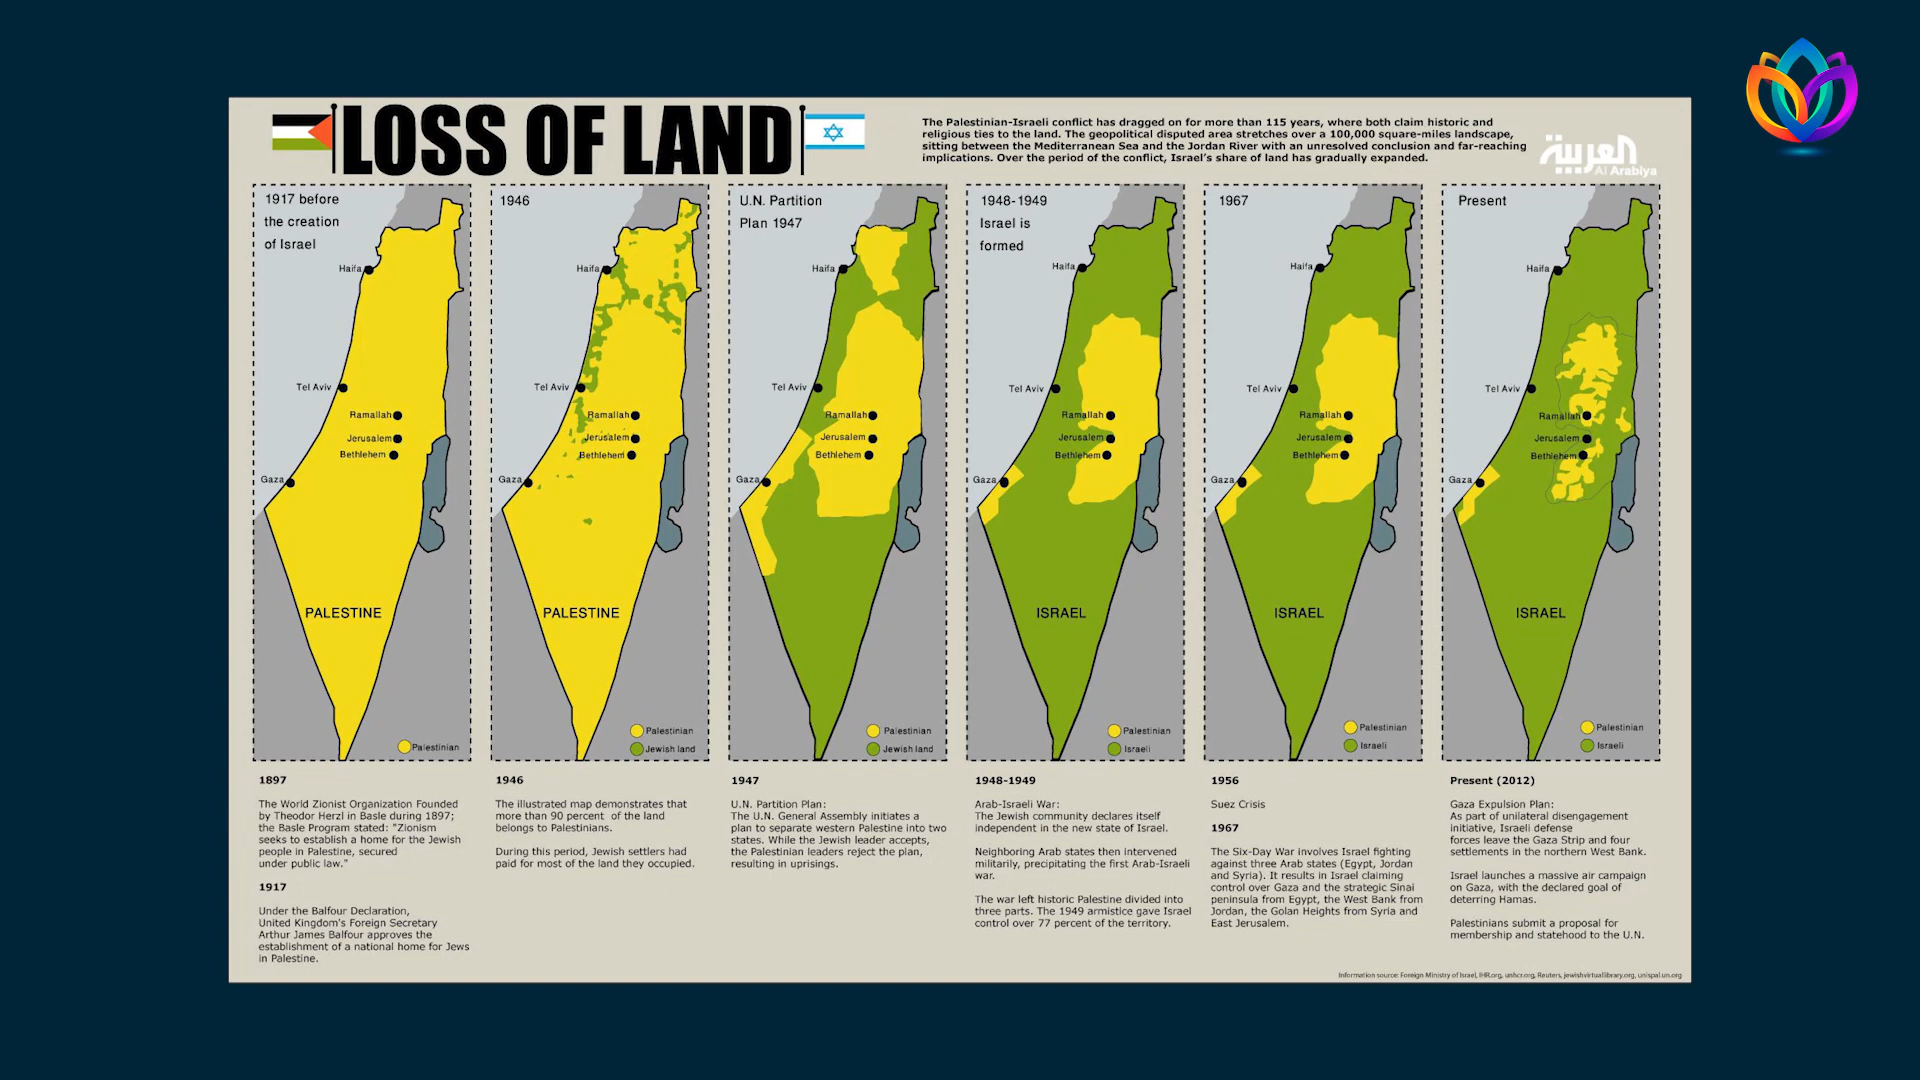 LOSS OF LAND
The Palestinian-Israeli conflict has dragged on for more than 115 years, where both claim historic and
religious ties to the land. The geopolitical disputed area stretches over a 100,000 square-miles landscape,
sitting between the Mediterranean Sea and the Jordan River with an unresolved conclusion and far-reaching
implications. Over the period of the conflict, Israel's share of land has gradually expanded.
العربية
Al Arabiya
1917 before
the creation
of Israel
Haifa
Tel Aviv
Ramallah
Jerusalem
Bethlehem
Gaza
PALESTINE
Palestinian
1946
Haifa
Tel Aviv
Ramallah
Jerusalem
Bethlehem
Gaza
PALESTINE
Palestinian
Jewish land
U.N. Partition
Plan 1947
Haifa
Tel Aviv
Ramallah
Jerusalem
Bethlehem
Gaza
Palestinian
Jewish land
1948-1949
Israel is
formed
Haifa
Tel Aviv
Ramallah
Jerusalem
Bethlehem
Gaza
ISRAEL
Palestinian
Israeli
1967
Haifa
Tel Aviv
Ramallah
Jerusalem
Bethlehem
Gaza
ISRAEL
Palestinian
Israeli
Present
Haifa
Tel Aviv
Ramallah
Jerusalem
Bethlehem
Gaza
ISRAEL
Palestinian
Israeli
1897
The World Zionist Organization Founded
by Theodor Herzl in Basle during 1897;
the Basle Program stated: "Zionism
seeks to establish a home for the Jewish
people in Palestine, secured
under public law."
1917
Under the Balfour Declaration,
United Kingdom's Foreign Secretary
Arthur James Balfour approves the
establishment of a national home for Jews
in Palestine.
1946
The illustrated map demonstrates that
more than 90 percent of the land
belongs to Palestinians.
During this period, Jewish settlers had
paid for most of the land they occupied.
1947
U.N. Partition Plan:
The U.N. General Assembly initiates a
plan to separate western Palestine into two
states. While the Jewish leader accepts,
the Palestinian leaders reject the plan,
resulting in uprisings.
1948-1949
Arab-Israeli War:
The Jewish community declares itself
independent in the new state of Israel.
Neighboring Arab states then intervened
militarily, precipitating the first Arab-Israeli
war.
The war left historic Palestine divided into
three parts. The 1949 armistice gave Israel
control over 77 percent of the territory.
1956
Suez Crisis
1967
The Six-Day War involves Israel fighting
against three Arab states (Egypt, Jordan
and Syria). It results in Israel claiming
control over Gaza and the strategic Sinai
peninsula from Egypt, the West Bank from
Jordan, the Golan Heights from Syria and
East Jerusalem.
Present (2012)
Gaza Expulsion Plan:
As part of unilateral disengagement
initiative, Israeli defense
forces leave the Gaza Strip and four
settlements in the northern West Bank.
Israel launches a massive air campaign
on Gaza, with the declared goal of
deterring Hamas.
Palestinians submit a proposal for
membership and statehood to the U.N.
Information source: Foreign Ministry of Israel, IHR.org, unhcr.org, Reuters, jewishvirtuallibrary.org, unispal.un.org